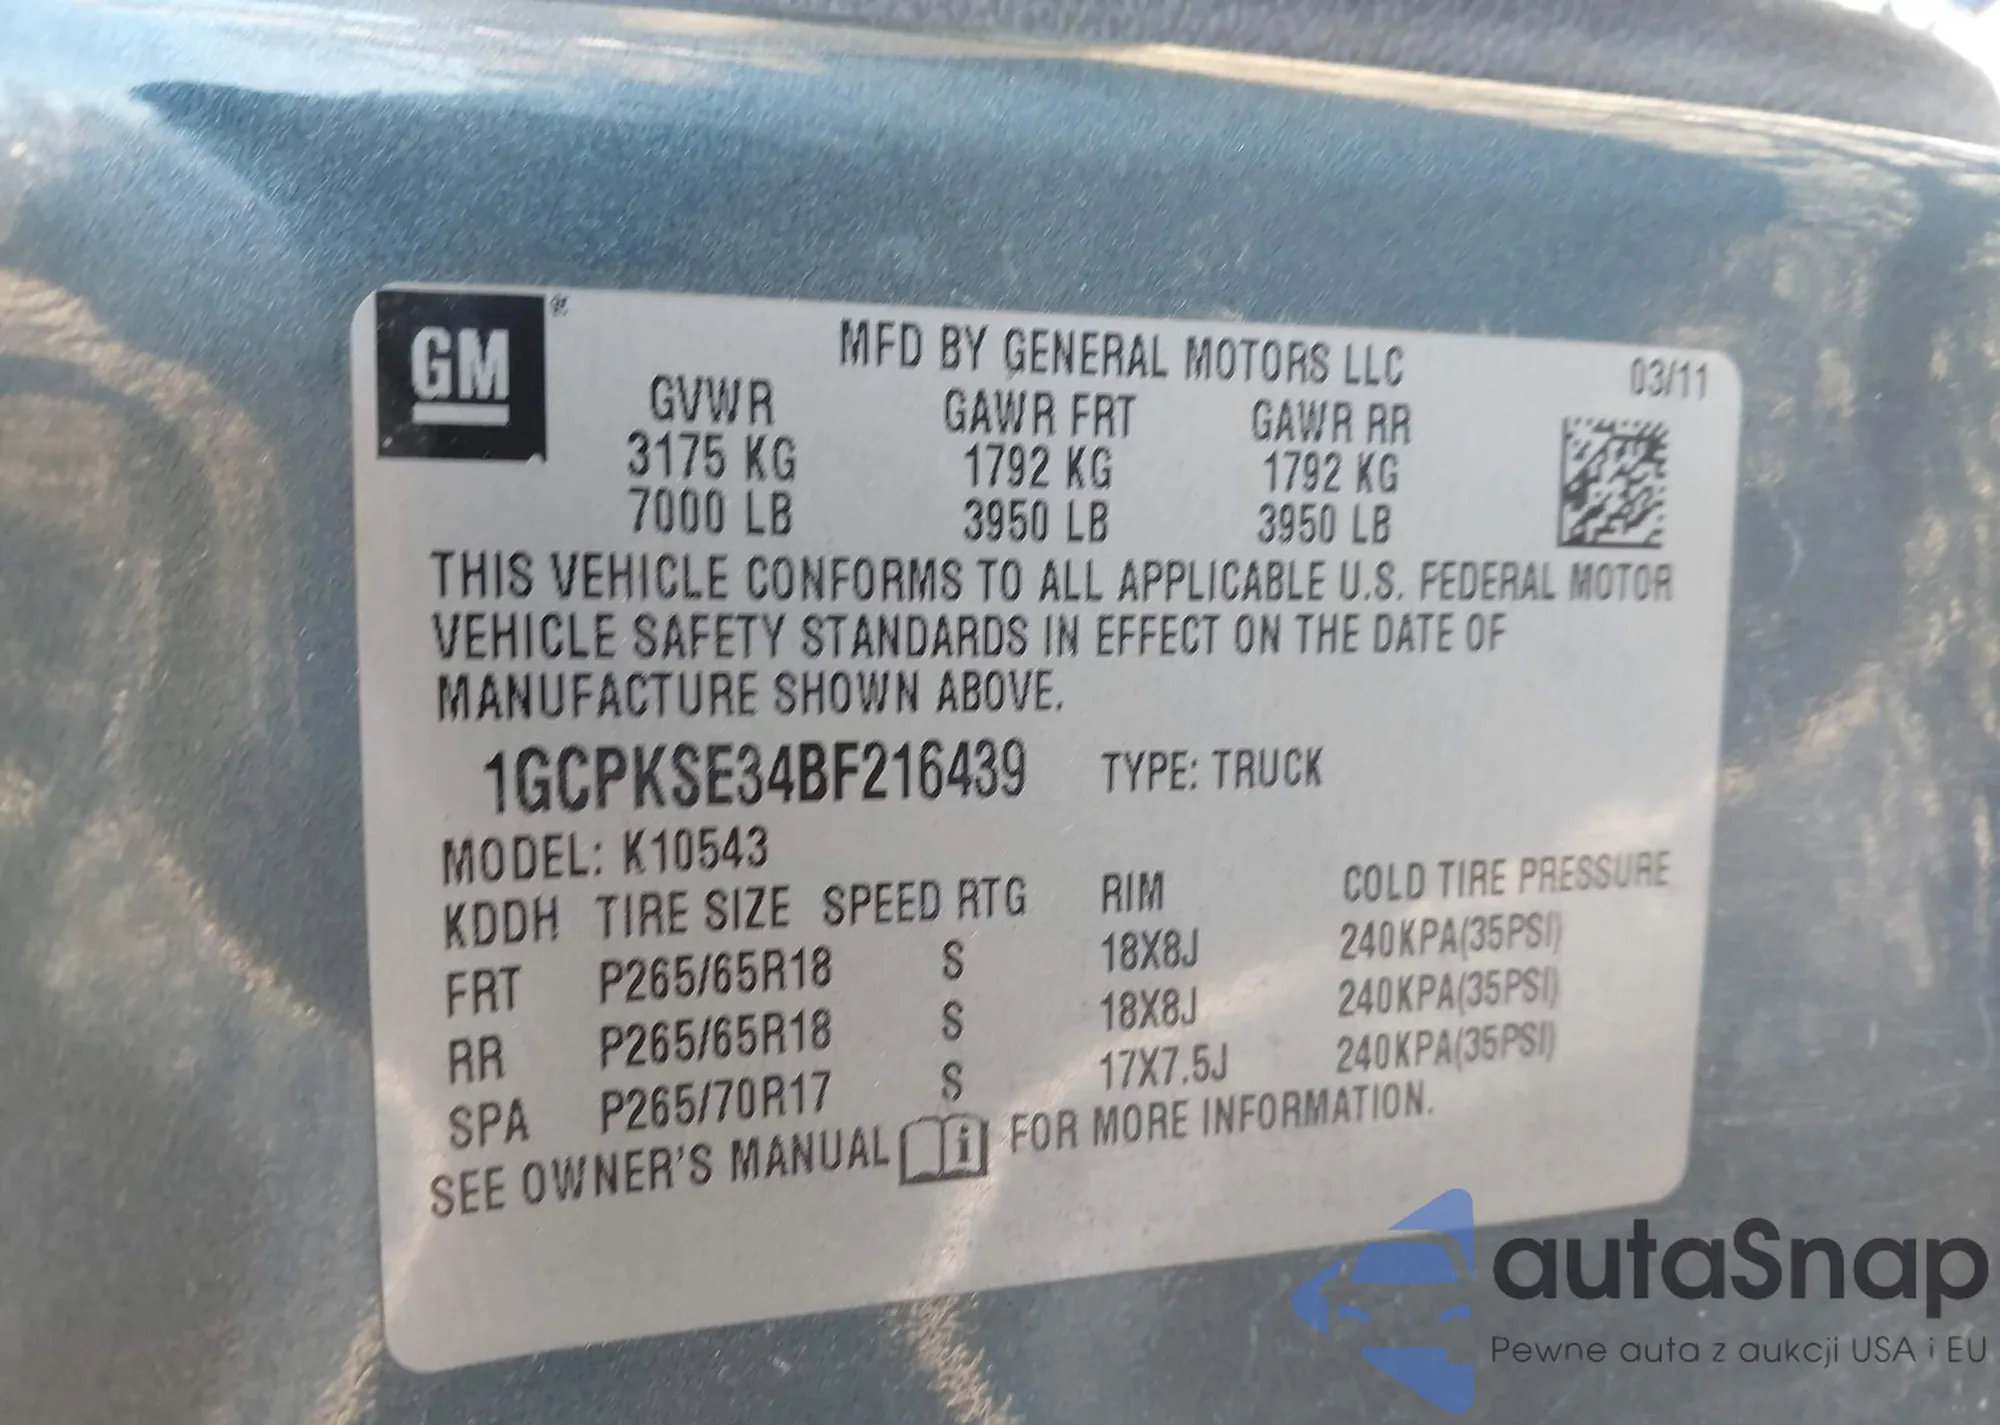 GM ®
MFD BY GENERAL MOTORS LLC
03/11
GVWR GAWR FRT GAWR RR
3175 KG 1792 KG 1792 KG
7000 LB 3950 LB 3950 LB
THIS VEHICLE CONFORMS TO ALL APPLICABLE U.S. FEDERAL MOTOR
VEHICLE SAFETY STANDARDS IN EFFECT ON THE DATE OF
MANUFACTURE SHOWN ABOVE.
1GCPKSE34BF216439 TYPE: TRUCK
MODEL: K10543
KDDH TIRE SIZE SPEED RTG RIM COLD TIRE PRESSURE
FRT P265/65R18 S 18X8J 240KPA(35PSI)
RR P265/65R18 S 18X8J 240KPA(35PSI)
SPA P265/70R17 S 17X7.5J 240KPA(35PSI)
SEE OWNER'S MANUAL i FOR MORE INFORMATION.
autaSnap
Pewne auta z aukcji USA i EU